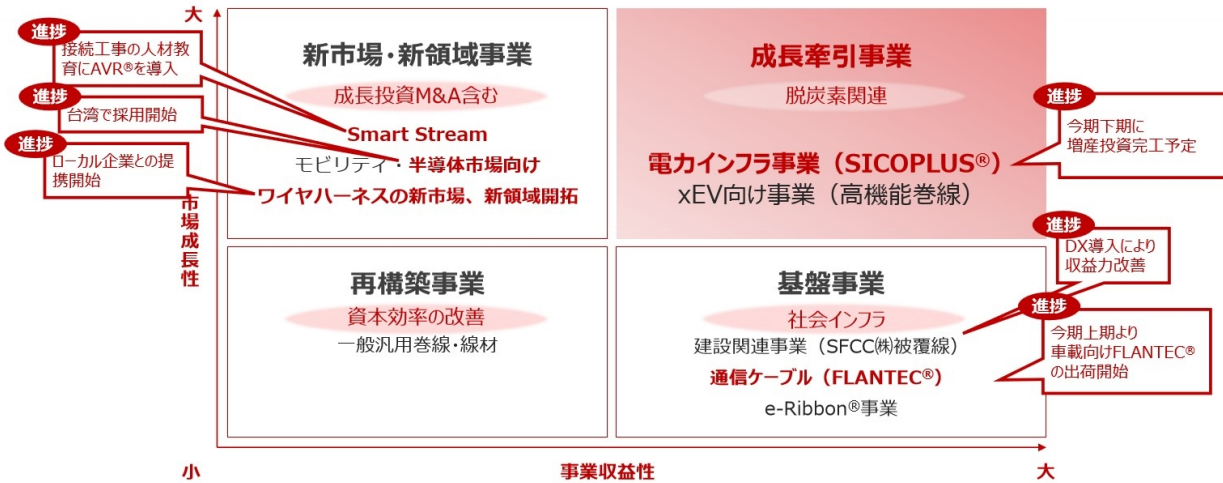 大
進捗
接続工事の人材教
育にAVR®を導入
進捗
台湾で採用開始
進捗
ローカル企業との提
携開始
市場成長性
新市場・新領域事業
成長投資M&A含む
Smart Stream
モビリティ・半導体市場向け
ワイヤハーネスの新市場、新領域開拓
成長牽引事業
脱炭素関連
電力インフラ事業（SICOPLUS®）
xEV向け事業（高機能巻線）
進捗
今期下期に
増産投資完工予定
再構築事業
資本効率の改善
一般汎用巻線・線材
基盤事業
社会インフラ
建設関連事業（SFCC㈱被覆線）
通信ケーブル（FLANTEC®）
e-Ribbon®事業
進捗
DX導入により
収益力改善
進捗
今期上期より
車載向けFLANTEC®
の出荷開始
小
事業収益性
大